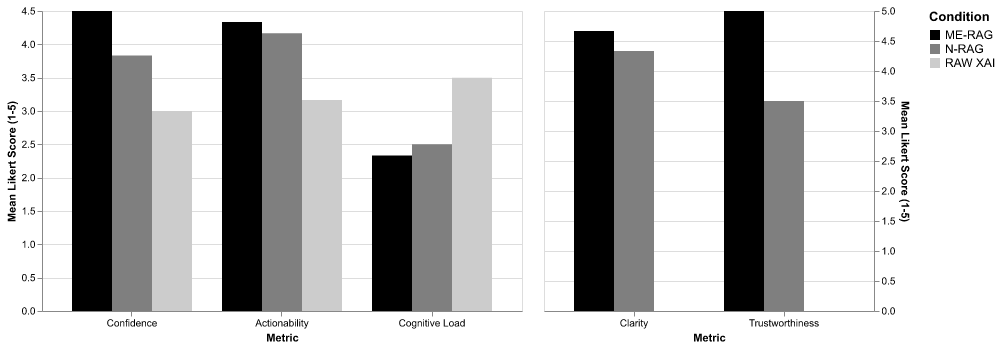 4.5
4.0
3.5
3.0
2.5
2.0
1.5
1.0
0.5
0.0
Mean Likert Score (1-5)
Confidence Actionability Cognitive Load
Metric
Clarity Trustworthiness
Metric
5.0
4.5
4.0
3.5
3.0
2.5
2.0
1.5
1.0
0.5
0.0
Mean Likert Score (1-5)
Condition
ME-RAG
N-RAG
RAW XAI